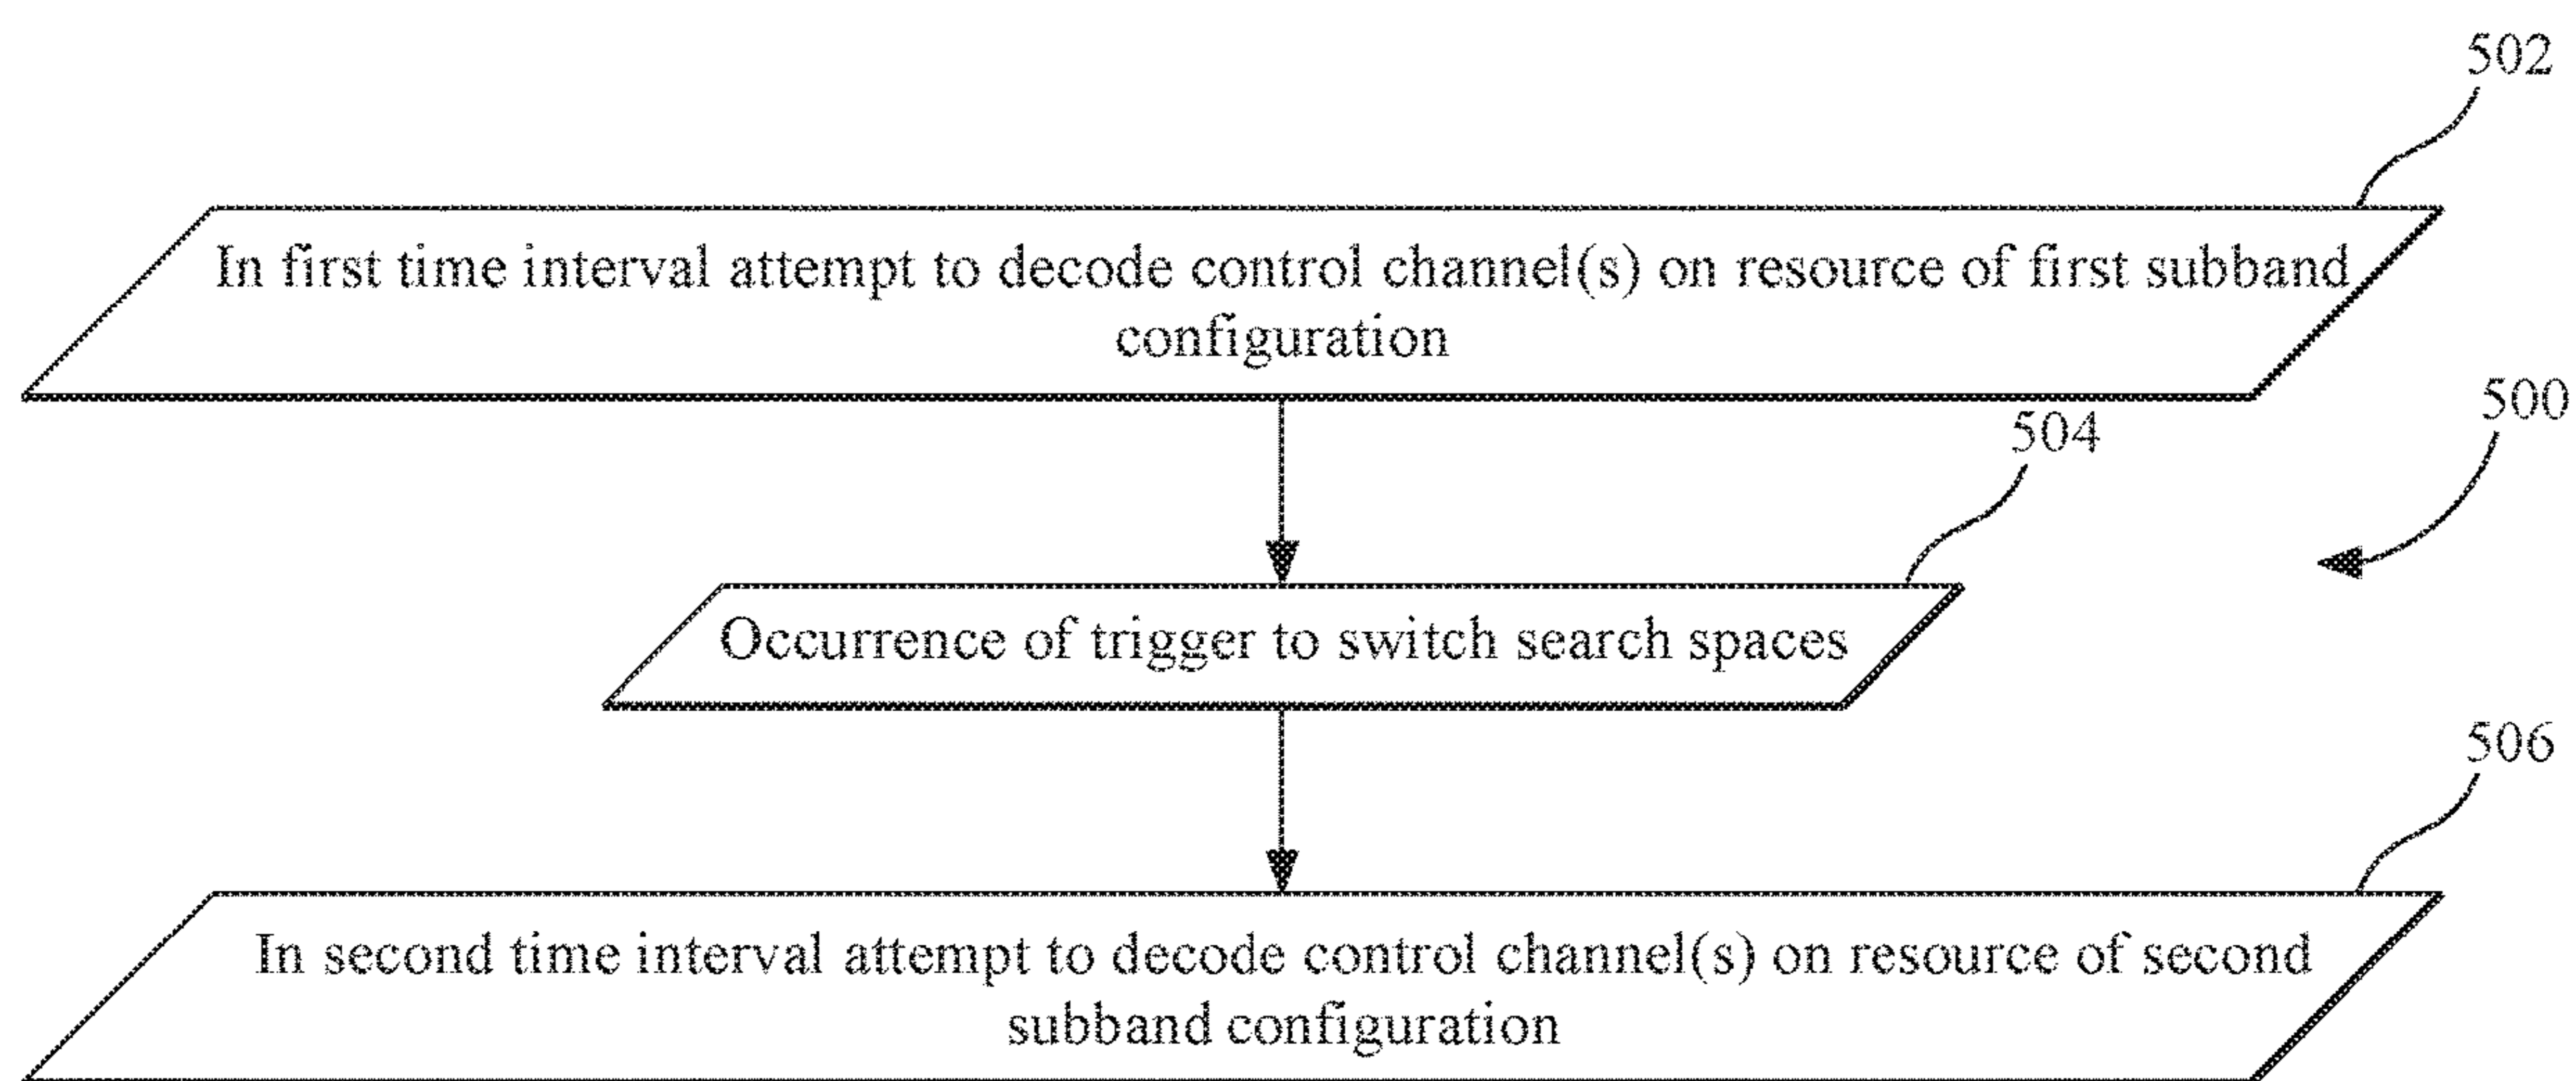 502
In first time interval attempt to decode control channel(s) on resource of first subband
configuration
500
504
Occurrence of trigger to switch search spaces
506
In second time interval attempt to decode control channel(s) on resource of second
subband configuration